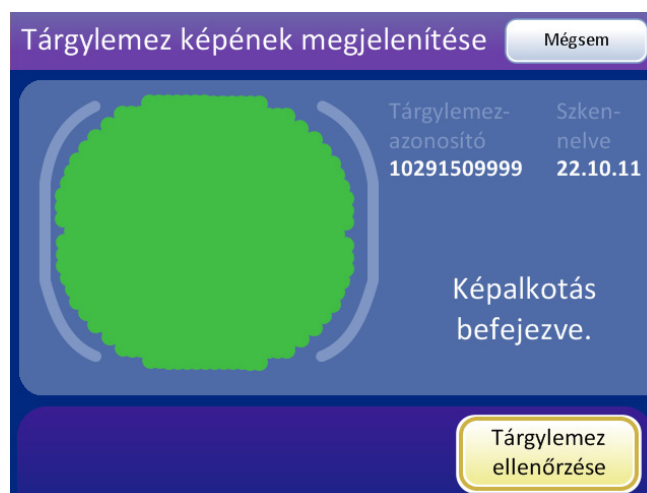 Tárgylemez képének megjelenítése
Mégsem
Tárgylemez-
azonosító
10291509999
Szken-
nelve
22.10.11
Képalkotás
befejezve.
Tárgylemez
ellenőrzése